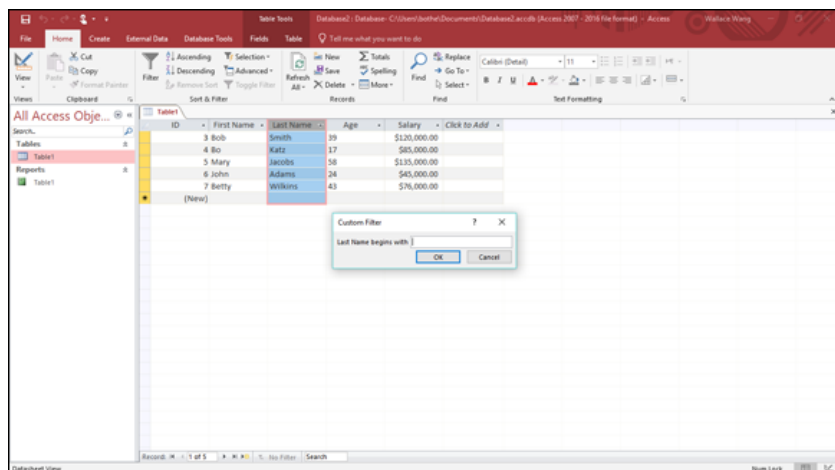 Table Tools Database2 : Database- C:\Users\bothe\Documents\Database2.accdb (Access 2007 - 2016 file format) - Access Wallace Wang
File Home Create External Data Database Tools Fields Table Tell me what you want to do
View
Views
Paste
Cut
Copy
Format Painter
Clipboard
Filter
Ascending
Descending
Remove Sort
Selection
Advanced
Toggle Filter
Sort & Filter
Refresh
All
New
Save
Delete
Totals
Spelling
More
Records
Find
Replace
Go To
Select
Find
Calibri (Detail) 11
B I U
Text Formatting
All Access Obje...
Search..
Tables
Table1
Reports
Table1
Table1
ID First Name Last Name Age Salary Click to Add
3 Bob Smith 39 $120,000.00
4 Bo Katz 17 $85,000.00
5 Mary Jacobs 58 $135,000.00
6 John Adams 24 $45,000.00
7 Betty Wilkins 43 $76,000.00
(New)
Custom Filter ? X
Last Name begins with
OK Cancel
Record: 1 of 5 No Filter Search
Datasheet View Num Lock